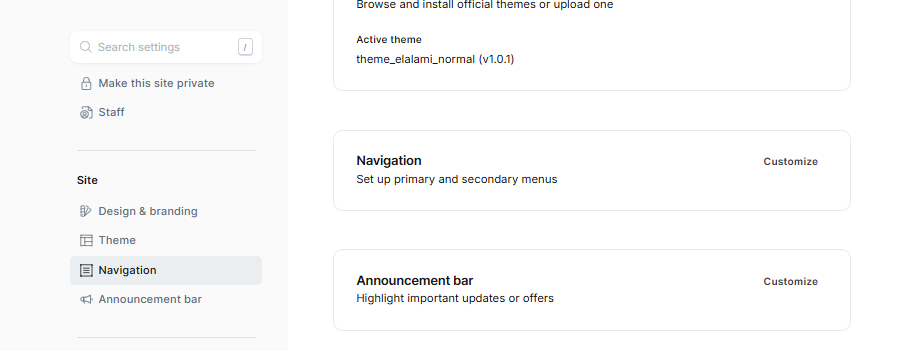 Search settings /
Make this site private
Staff
Site
Design & branding
Theme
Navigation
Announcement bar
Browse and install official themes or upload one
Active theme
theme_elalami_normal (v1.0.1)
Navigation
Customize
Set up primary and secondary menus
Announcement bar
Customize
Highlight important updates or offers